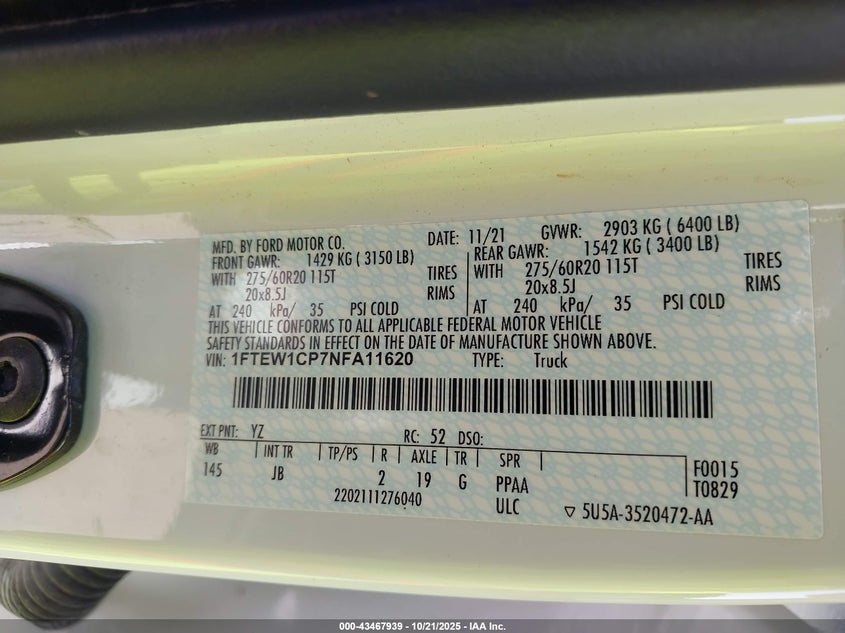 MFD. BY FORD MOTOR CO. DATE: 11/21 GVWR: 2903 KG ( 6400 LB)
FRONT GAWR: 1429 KG ( 3150 LB) REAR GAWR: 1542 KG ( 3400 LB)
WITH 275/60R20 115T TIRES WITH 275/60R20 115T TIRES
20x8.5J RIMS 20x8.5J RIMS
AT 240 kPa/ 35 PSI COLD AT 240 kPa/ 35 PSI COLD
THIS VEHICLE CONFORMS TO ALL APPLICABLE FEDERAL MOTOR VEHICLE
SAFETY STANDARDS IN EFFECT ON THE DATE OF MANUFACTURE SHOWN ABOVE.
VIN: 1FTEW1CP7NFA11620 TYPE: Truck
EXT PNT: YZ RC: 52 DSO:
WB INT TR TP/PS R AXLE TR SPR
145 JB 2 19 G PPAA F0015
2202111276040 ULC T0829
▽ 5U5A-3520472-AA
000-43467939 - 10/21/2025 - IAA Inc.